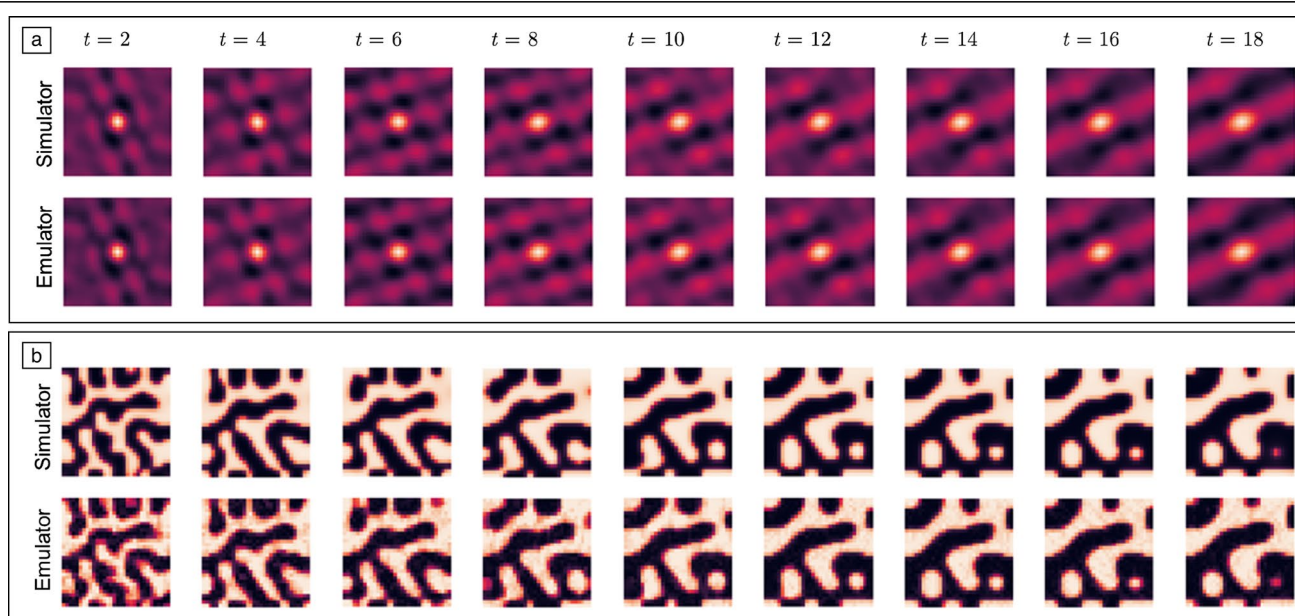 a t = 2 t = 4 t = 6 t = 8 t = 10 t = 12 t = 14 t = 16 t = 18
Simulator
Emulator
b
Simulator
Emulator